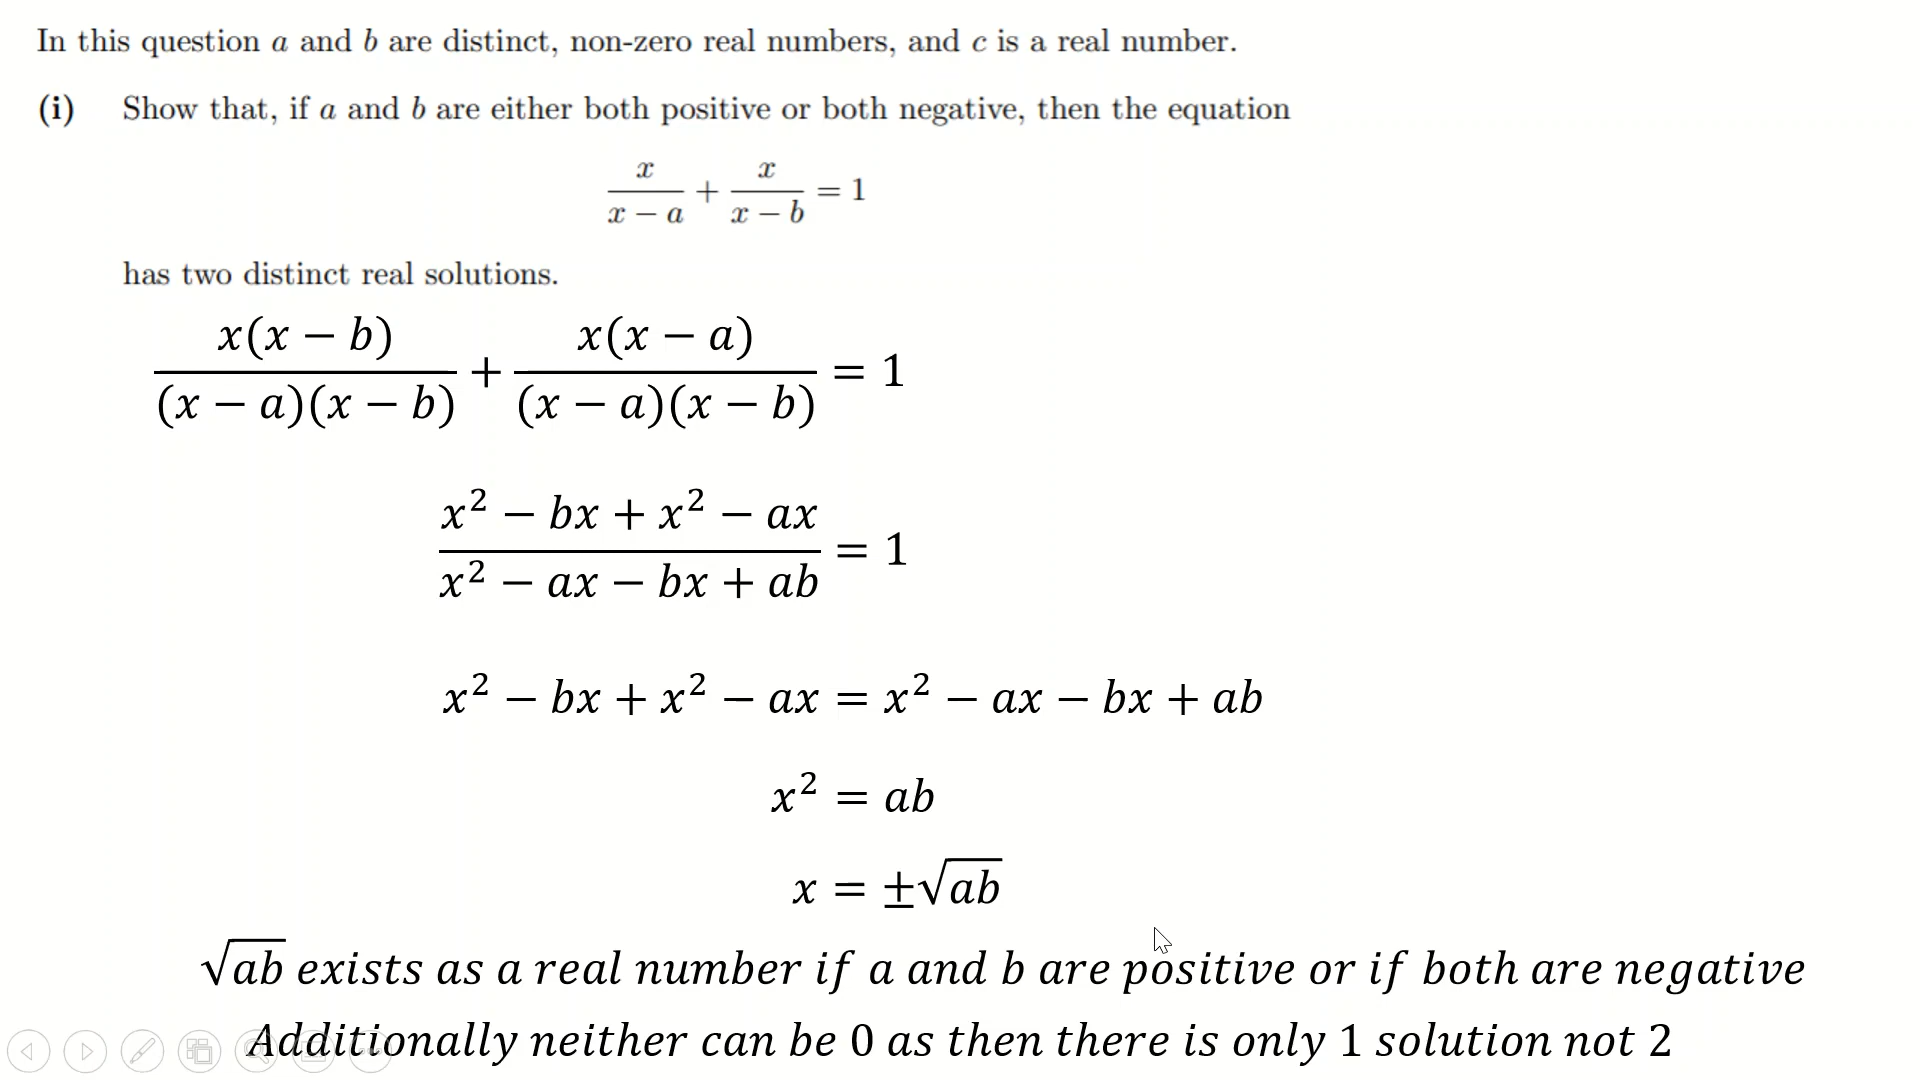 In this question a and b are distinct, non-zero real numbers, and c is a real number.
(i) Show that, if a and b are either both positive or both negative, then the equation
x/(x − a) + x/(x − b) = 1
has two distinct real solutions.
x(x − b)/((x − a)(x − b)) + x(x − a)/((x − a)(x − b)) = 1
(x² − bx + x² − ax)/(x² − ax − bx + ab) = 1
x² − bx + x² − ax = x² − ax − bx + ab
x² = ab
x = ±√ab
√ab exists as a real number if a and b are positive or if both are negative
Additionally neither can be 0 as then there is only 1 solution not 2